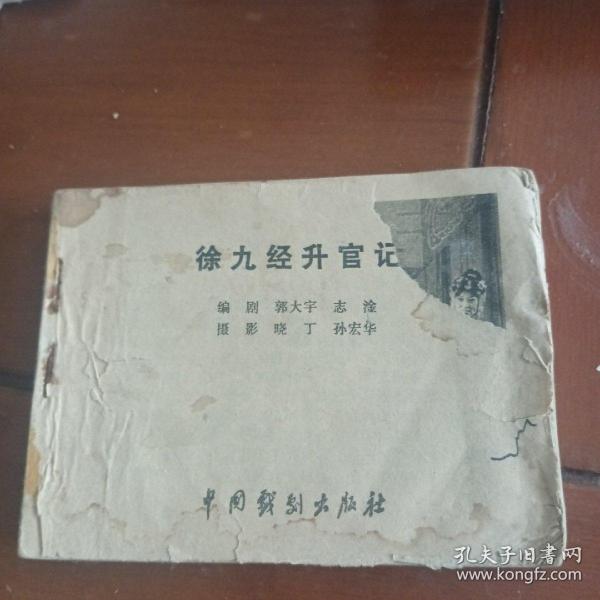 徐九经升官记
编 剧 郭大宇 志 淦
摄 影 晓 丁 孙宏华
中国戏剧出版社
孔夫子旧书网
www.kongfz.com